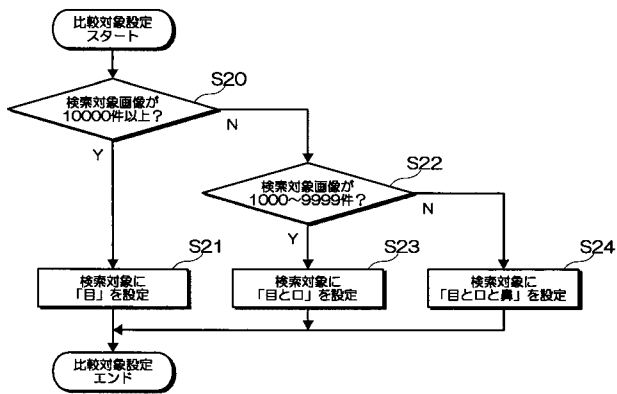 比較対象設定
スタート
S20
検索対象画像が
10000件以上？
N
Y
S22
検索対象画像が
1000～9999件？
N
Y
S21
検索対象に
「目」を設定
S23
検索対象に
「目と口」を設定
S24
検索対象に
「目と口と鼻」を設定
比較対象設定
エンド